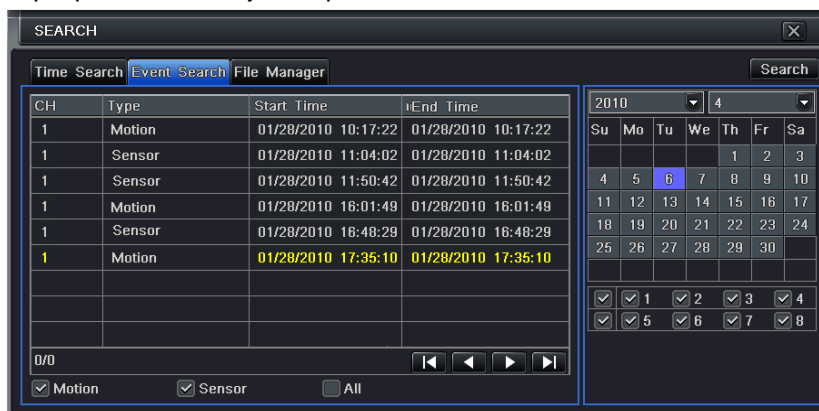 SEARCH
Time Search Event Search File Manager
Search
CH Type Start Time End Time
1 Motion 01/28/2010 10:17:22 01/28/2010 10:17:22
1 Sensor 01/28/2010 11:04:02 01/28/2010 11:04:02
1 Sensor 01/28/2010 11:50:42 01/28/2010 11:50:42
1 Motion 01/28/2010 16:01:49 01/28/2010 16:01:49
1 Sensor 01/28/2010 16:48:29 01/28/2010 16:48:29
1 Motion 01/28/2010 17:35:10 01/28/2010 17:35:10
0/0
Motion Sensor All
2010 4
Su Mo Tu We Th Fr Sa
1 2 3
4 5 6 7 8 9 10
11 12 13 14 15 16 17
18 19 20 21 22 23 24
25 26 27 28 29 30
1 2 3 4
5 6 7 8